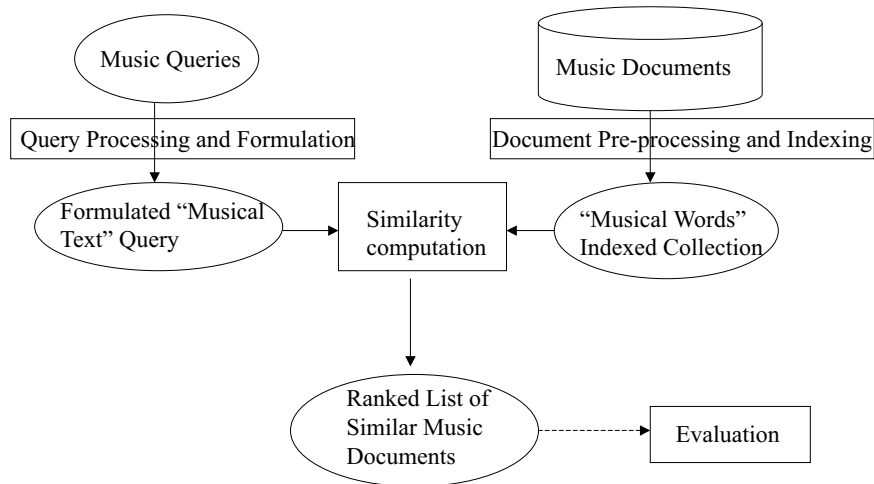 Music Queries
Music Documents
Query Processing and Formulation
Document Pre-processing and Indexing
Formulated “Musical
Text” Query
Similarity
computation
“Musical Words”
Indexed Collection
Ranked List of
Similar Music
Documents
Evaluation